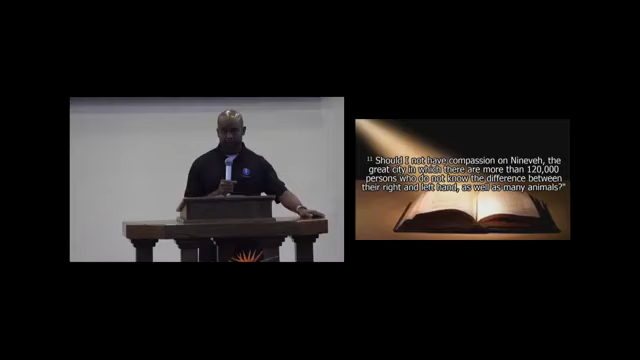 11 Should I not have compassion on Nineveh, the
great city in which there are more than 120,000
persons who do not know the difference between
their right and left hand, as well as many animals?"